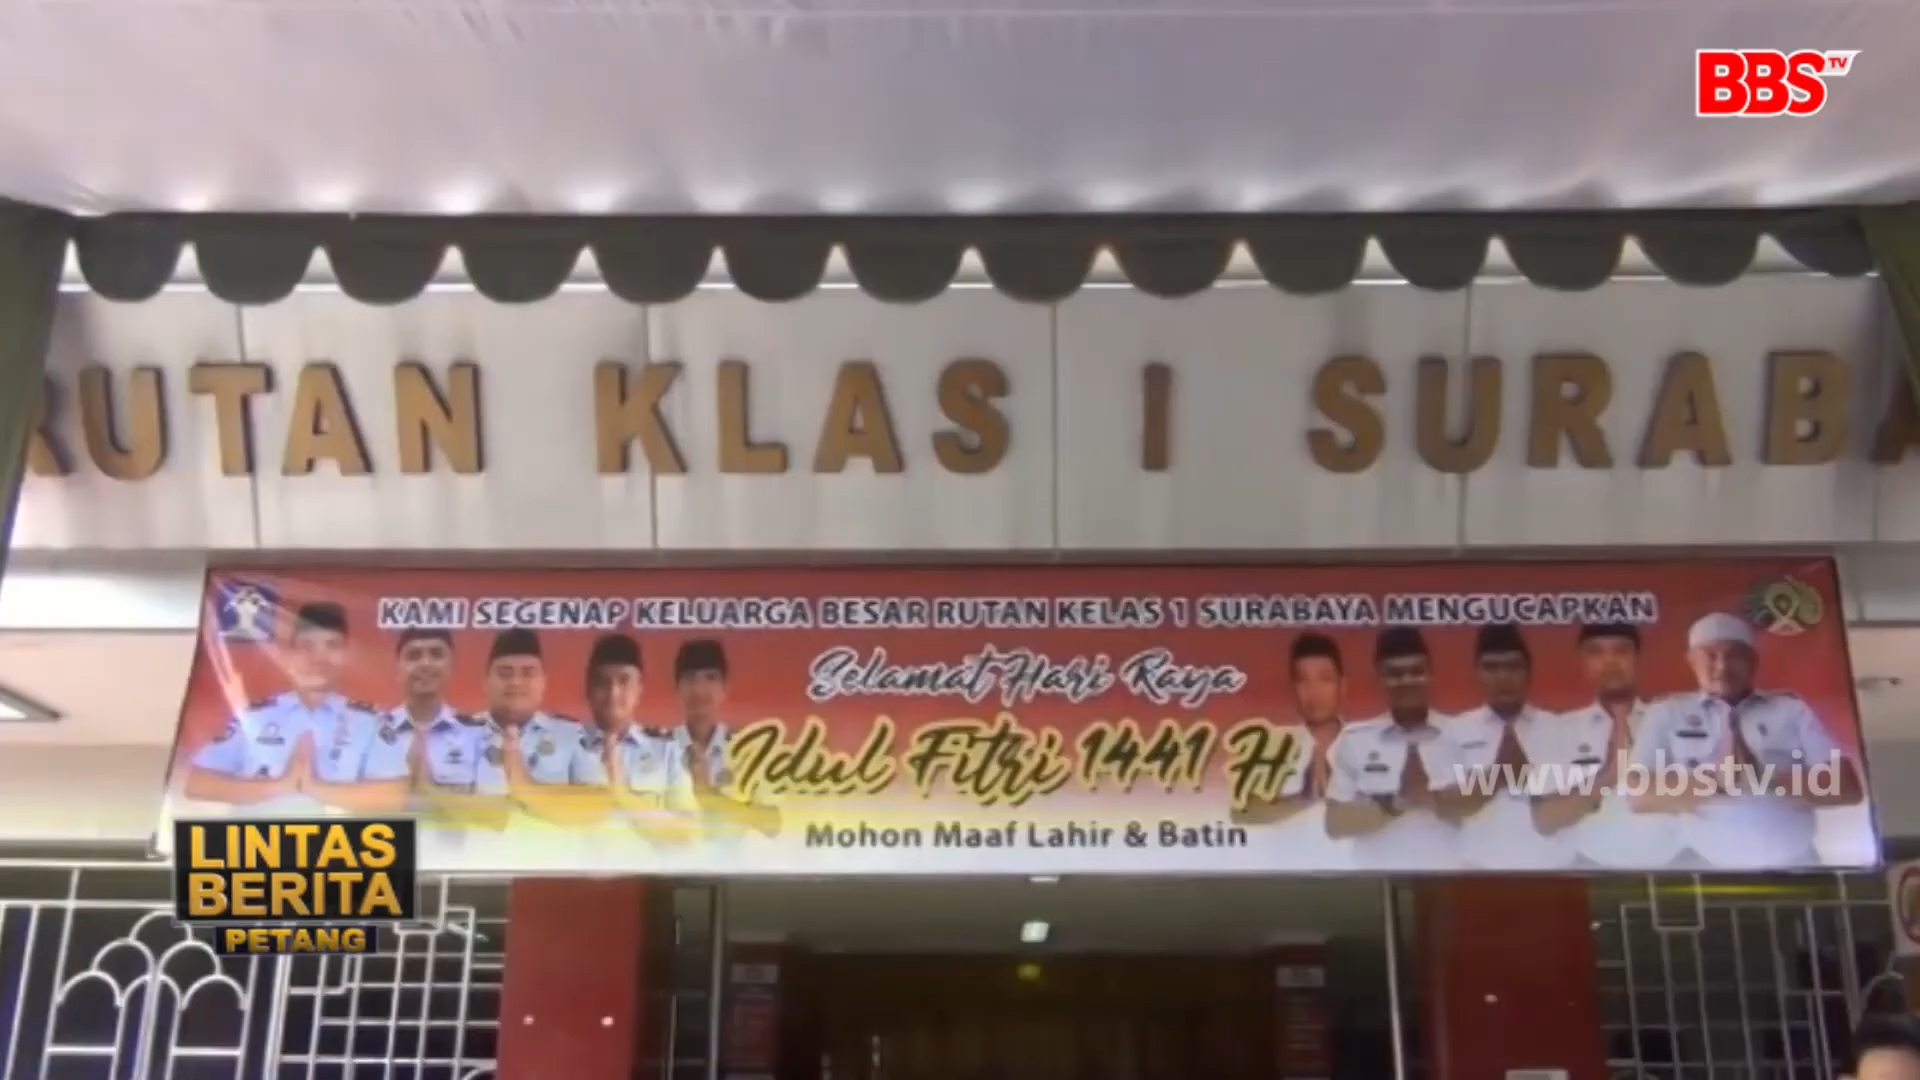 BBS TV
RUTAN KLAS I SURABA
KAMI SEGENAP KELUARGA BESAR RUTAN KELAS 1 SURABAYA MENGUCAPKAN
Selamat Hari Raya
Idul Fitri 1441 H
www.bbstv.id
Mohon Maaf Lahir & Batin
LINTAS
BERITA
PETANG